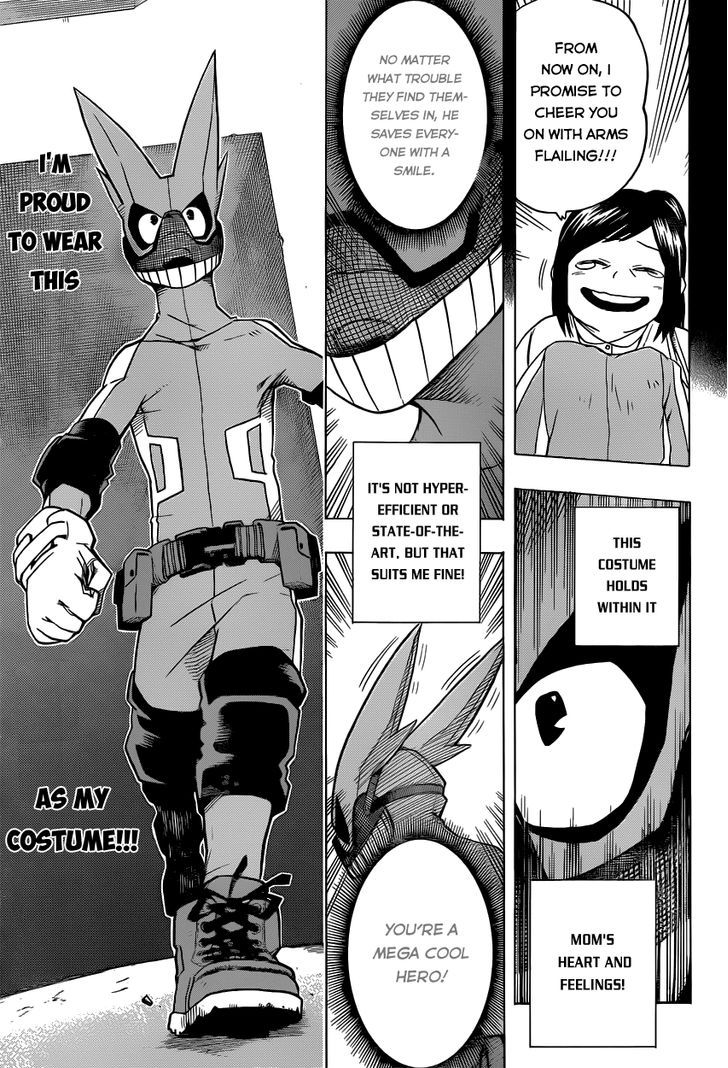 FROM
NOW ON, I
PROMISE TO
CHEER YOU
ON WITH ARMS
FLAILING!!!
THIS
COSTUME
HOLDS
WITHIN IT
MOM'S
HEART AND
FEELINGS!
NO MATTER
WHAT TROUBLE
THEY FIND THEM-
SELVES IN, HE
SAVES EVERY-
ONE WITH A
SMILE.
IT'S NOT HYPER-
EFFICIENT OR
STATE-OF-THE-
ART, BUT THAT
SUITS ME FINE!
YOU'RE A
MEGA COOL
HERO!
I'M
PROUD
TO WEAR
THIS
AS MY
COSTUME!!!